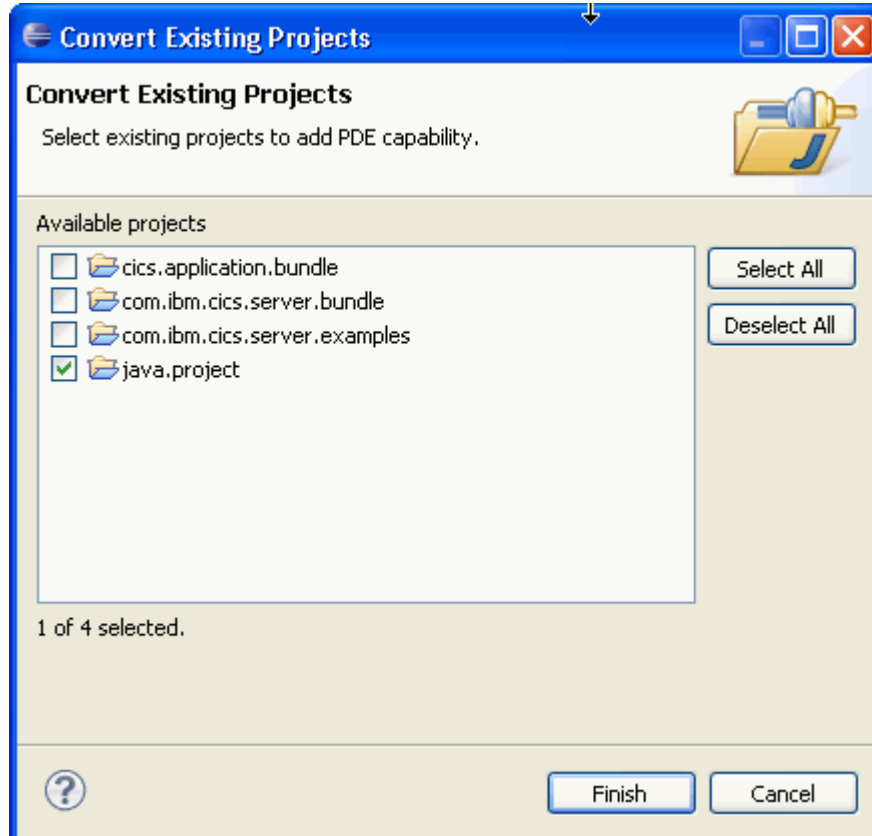 Convert Existing Projects
Convert Existing Projects
Select existing projects to add PDE capability.
Available projects
cics.application.bundle
com.ibm.cics.server.bundle
com.ibm.cics.server.examples
java.project
Select All
Deselect All
1 of 4 selected.
?
Finish
Cancel